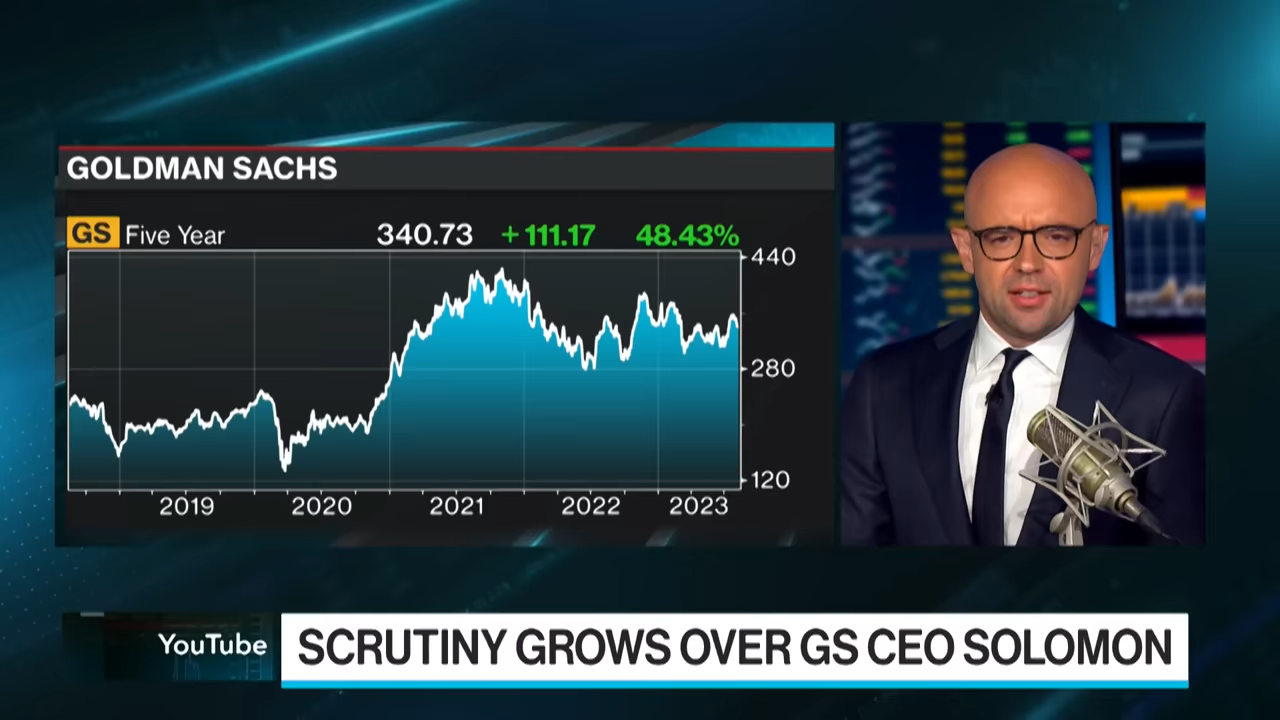 GOLDMAN SACHS
GS Five Year 340.73 +111.17 48.43%
440
280
120
2019 2020 2021 2022 2023
YouTube
SCRUTINY GROWS OVER GS CEO SOLOMON